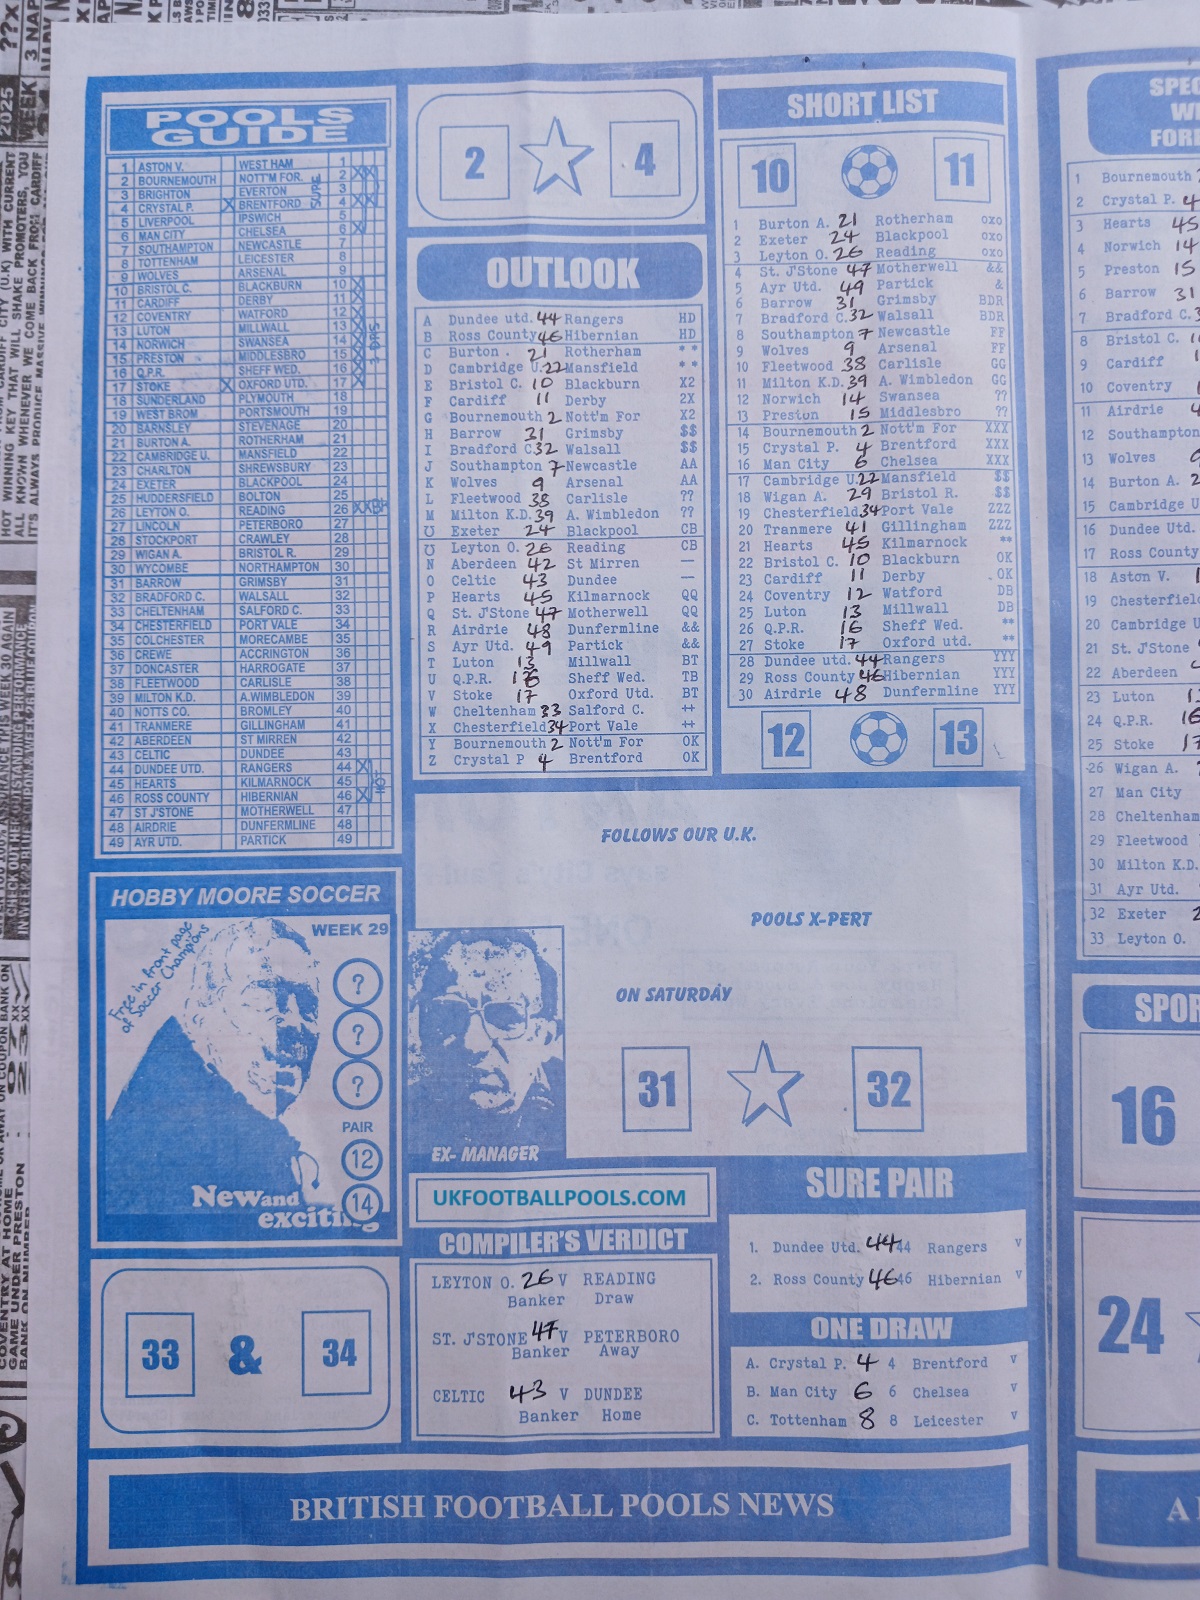 POOLS
GUIDE
1 ASTON V. WEST HAM 1
2 BOURNEMOUTH NOTT'M FOR. 2 XX
3 BRIGHTON EVERTON 3
4 CRYSTAL P. X BRENTFORD 4 XX
5 LIVERPOOL IPSWICH 5
6 MAN CITY CHELSEA 6 X
7 SOUTHAMPTON NEWCASTLE 7
8 TOTTENHAM LEICESTER 8
9 WOLVES ARSENAL 9
10 BRISTOL C. BLACKBURN 10 X
11 CARDIFF DERBY 11 X
12 COVENTRY WATFORD 12 X
13 LUTON MILLWALL 13 X
14 NORWICH SWANSEA 14 X
15 PRESTON MIDDLESBRO 15 X
16 Q.P.R. SHEFF WED. 16 X
17 STOKE X OXFORD UTD. 17 X
18 SUNDERLAND PLYMOUTH 18
19 WEST BROM PORTSMOUTH 19
20 BARNSLEY STEVENAGE 20
21 BURTON A. ROTHERHAM 21
22 CAMBRIDGE U. MANSFIELD 22
23 CHARLTON SHREWSBURY 23
24 EXETER BLACKPOOL 24
25 HUDDERSFIELD BOLTON 25
26 LEYTON O. READING 26 XX
27 LINCOLN PETERBORO 27
28 STOCKPORT CRAWLEY 28
29 WIGAN A. BRISTOL R. 29
30 WYCOMBE NORTHAMPTON 30
31 BARROW GRIMSBY 31
32 BRADFORD C. WALSALL 32
33 CHELTENHAM SALFORD C. 33
34 CHESTERFIELD PORT VALE 34
35 COLCHESTER MORECAMBE 35
36 CREWE ACCRINGTON 36
37 DONCASTER HARROGATE 37
38 FLEETWOOD CARLISLE 38
39 MILTON K.D. A.WIMBLEDON 39
40 NOTTS CO. BROMLEY 40
41 TRANMERE GILLINGHAM 41
42 ABERDEEN ST MIRREN 42
43 CELTIC DUNDEE 43
44 DUNDEE UTD. RANGERS 44 X
45 HEARTS KILMARNOCK 45
46 ROSS COUNTY HIBERNIAN 46 X
47 ST J'STONE MOTHERWELL 47
48 AIRDRIE DUNFERMLINE 48
49 AYR UTD. PARTICK 49
SURE
HOBBY MOORE SOCCER
WEEK 29
Free in front page
of Soccer Champions
?
?
?
PAIR
12
14
New and
exciting
33 & 34
2 4
OUTLOOK
A Dundee utd. 44 Rangers HD
B Ross County 46 Hibernian HD
C Burton . 21 Rotherham **
D Cambridge U. 22 Mansfield **
E Bristol C. 10 Blackburn X2
F Cardiff 11 Derby 2X
G Bournemouth 2 Nott'm For X2
H Barrow 31 Grimsby $$
I Bradford C. 32 Walsall $$
J Southampton 7 Newcastle AA
K Wolves 9 Arsenal AA
L Fleetwood 38 Carlisle ??
M Milton K.D. 39 A. Wimbledon ??
Ʊ Exeter 24 Blackpool CB
Ʊ Leyton O. 26 Reading CB
N Aberdeen 42 St Mirren —
O Celtic 43 Dundee —
P Hearts 45 Kilmarnock QQ
Q St. J'Stone 47 Motherwell QQ
R Airdrie 48 Dunfermline &&
S Ayr Utd. 49 Partick &&
T Luton 13 Millwall BT
U Q.P.R. 16 Sheff Wed. TB
V Stoke 17 Oxford Utd. BT
W Cheltenham 33 Salford C. ++
X Chesterfield 34 Port Vale ++
Y Bournemouth 2 Nott'm For OK
Z Crystal P 4 Brentford OK
SHORT LIST
10 11
1 Burton A. 21 Rotherham oxo
2 Exeter 24 Blackpool oxo
3 Leyton O. 26 Reading oxo
4 St. J'Stone 47 Motherwell &&
5 Ayr Utd. 49 Partick &
6 Barrow 31 Grimsby BDR
7 Bradford C. 32 Walsall BDR
8 Southampton 7 Newcastle FF
9 Wolves 9 Arsenal FF
10 Fleetwood 38 Carlisle GG
11 Milton K.D. 39 A. Wimbledon GG
12 Norwich 14 Swansea ??
13 Preston 15 Middlesbro ??
14 Bournemouth 2 Nott'm For XXX
15 Crystal P. 4 Brentford XXX
16 Man City 6 Chelsea XXX
17 Cambridge U. 22 Mansfield $$
18 Wigan A. 29 Bristol R. $$
19 Chesterfield 34 Port Vale ZZZ
20 Tranmere 41 Gillingham ZZZ
21 Hearts 45 Kilmarnock **
22 Bristol C. 10 Blackburn OK
23 Cardiff 11 Derby OK
24 Coventry 12 Watford DB
25 Luton 13 Millwall DB
26 Q.P.R. 16 Sheff Wed. **
27 Stoke 17 Oxford utd. **
28 Dundee utd. 44 Rangers YYY
29 Ross County 46 Hibernian YYY
30 Airdrie 48 Dunfermline YYY
12 13
FOLLOWS OUR U.K.
POOLS X-PERT
ON SATURDAY
31 32
EX- MANAGER
UKFOOTBALLPOOLS.COM
COMPILER'S VERDICT
LEYTON O. 26 V READING
Banker Draw
ST. J'STONE 47 V PETERBORO
Banker Away
CELTIC 43 V DUNDEE
Banker Home
SURE PAIR
1. Dundee Utd. 44 44 Rangers v
2. Ross County 46 46 Hibernian v
ONE DRAW
A. Crystal P. 4 4 Brentford v
B. Man City 6 6 Chelsea v
C. Tottenham 8 8 Leicester v
BRITISH FOOTBALL POOLS NEWS
1 Bournemouth
2 Crystal P. 4
3 Hearts 45
4 Norwich 14
5 Preston 15
6 Barrow 31
7 Bradford C.
8 Bristol C.
9 Cardiff
10 Coventry
11 Airdrie
12 Southampton
13 Wolves
14 Burton A.
15 Cambridge U
16 Dundee Utd.
17 Ross County
18 Aston V.
19 Chesterfield
20 Cambridge U
21 St. J'Stone
22 Aberdeen
23 Luton
24 Q.P.R. 16
25 Stoke 17
26 Wigan A.
27 Man City
28 Cheltenham
29 Fleetwood
30 Milton K.D.
31 Ayr Utd.
32 Exeter
33 Leyton O.
16
24